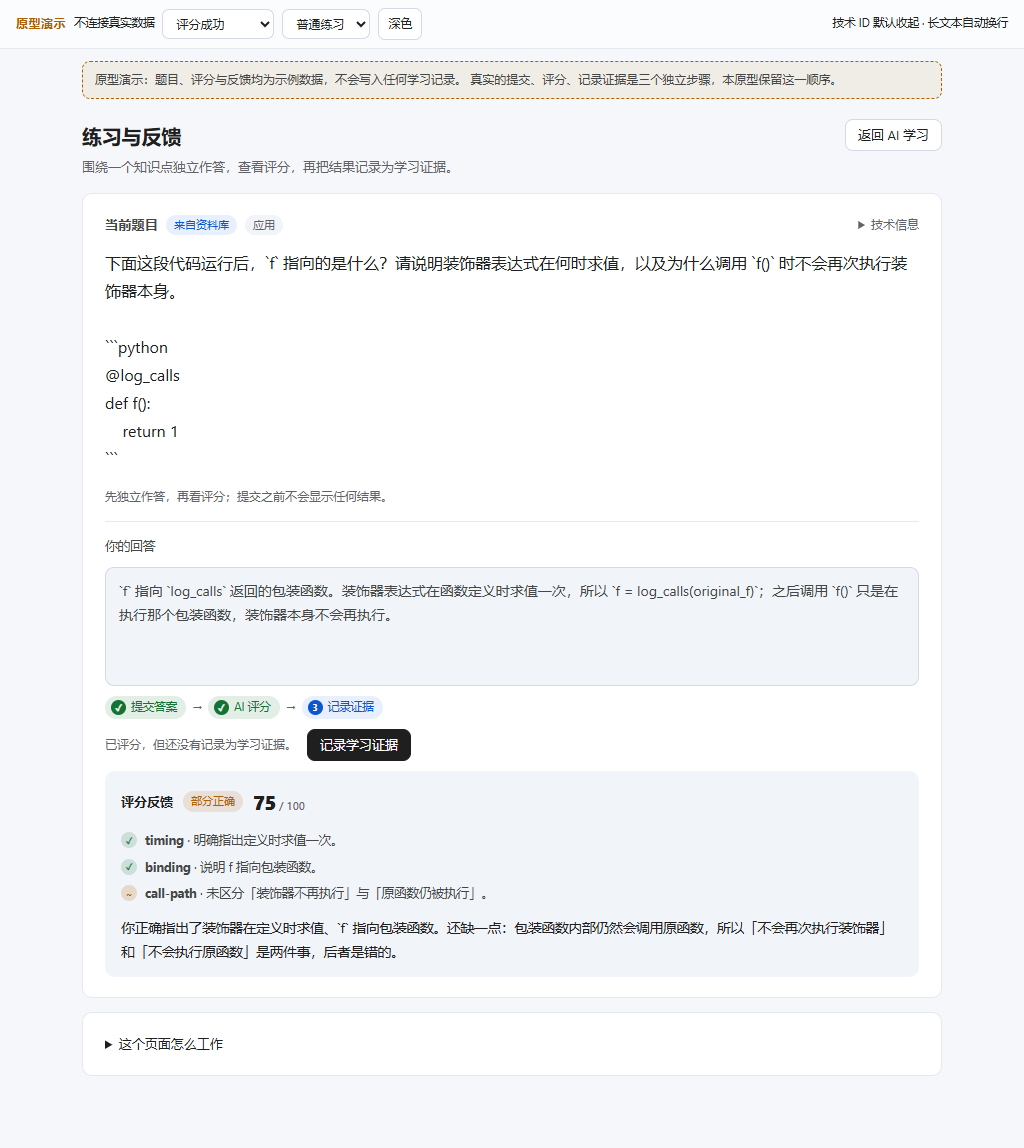 原型演示 不连接真实数据 评分成功 普通练习 深色 技术 ID 默认收起 · 长文本自动换行
原型演示：题目、评分与反馈均为示例数据，不会写入任何学习记录。 真实的提交、评分、记录证据是三个独立步骤，本原型保留这一顺序。
练习与反馈 返回 AI 学习
围绕一个知识点独立作答，查看评分，再把结果记录为学习证据。
当前题目 来自资料库 应用 ▶ 技术信息
下面这段代码运行后，`f` 指向的是什么？请说明装饰器表达式在何时求值，以及为什么调用 `f()` 时不会再次执行装
饰器本身。
```python
@log_calls
def f():
    return 1
```
先独立作答，再看评分；提交之前不会显示任何结果。
你的回答
`f` 指向 `log_calls` 返回的包装函数。装饰器表达式在函数定义时求值一次，所以 `f = log_calls(original_f)`；之后调用 `f()` 只是在
执行那个包装函数，装饰器本身不会再执行。
✓ 提交答案 → ✓ AI 评分 → 3 记录证据
已评分，但还没有记录为学习证据。 记录学习证据
评分反馈 部分正确 75 / 100
✓ timing · 明确指出定义时求值一次。
✓ binding · 说明 f 指向包装函数。
~ call-path · 未区分「装饰器不再执行」与「原函数仍被执行」。
你正确指出了装饰器在定义时求值、`f` 指向包装函数。还缺一点：包装函数内部仍然会调用原函数，所以「不会再次执行装饰器」
和「不会执行原函数」是两件事，后者是错的。
▶ 这个页面怎么工作